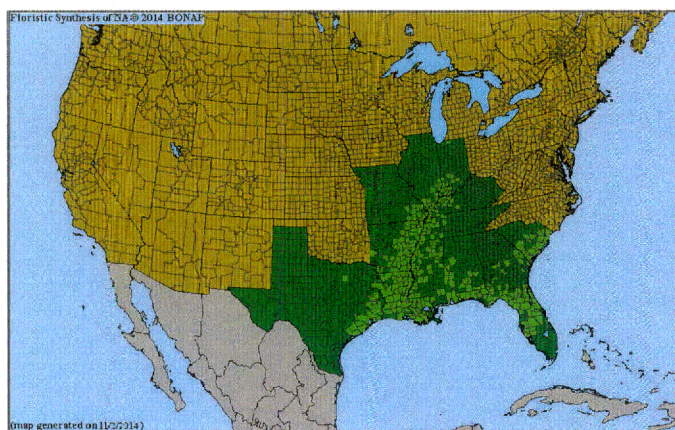 Floristic Synthesis of NA © 2014 BONAP
(map generated on 11/2/2014)